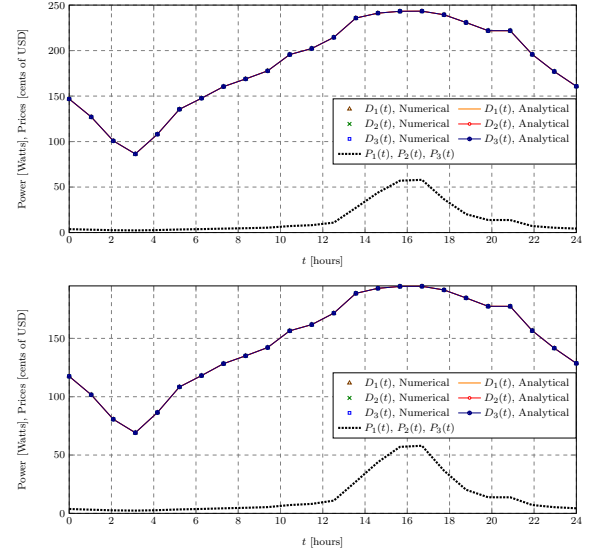 250
200
150
100
50
0
Power [Watts], Prices [cents of USD]
D₁(t), Numerical D₁(t), Analytical
D₂(t), Numerical D₂(t), Analytical
D₃(t), Numerical D₃(t), Analytical
P₁(t), P₂(t), P₃(t)
0 2 4 6 8 10 12 14 16 18 20 22 24
t [hours]
150
100
50
0
Power [Watts], Prices [cents of USD]
D₁(t), Numerical D₁(t), Analytical
D₂(t), Numerical D₂(t), Analytical
D₃(t), Numerical D₃(t), Analytical
P₁(t), P₂(t), P₃(t)
0 2 4 6 8 10 12 14 16 18 20 22 24
t [hours]